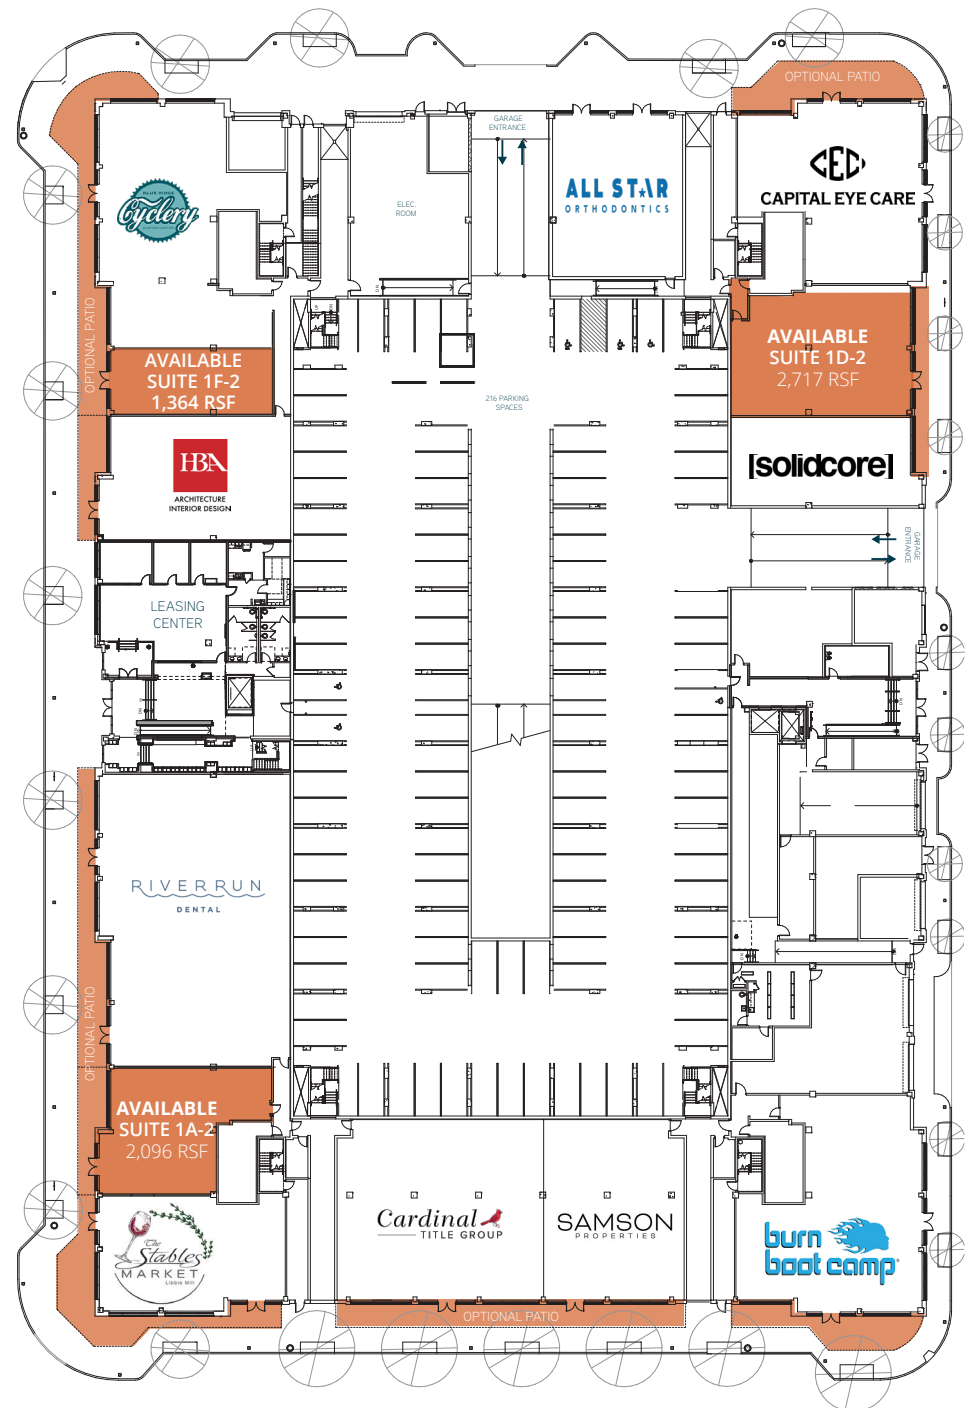 OPTIONAL PATIO
GARAGE
ENTRANCE
BLUE RIDGE
Cyclery
ELEC.
ROOM
ALL STAR
ORTHODONTICS
CEC
CAPITAL EYE CARE
OPTIONAL PATIO
AVAILABLE
SUITE 1F-2
1,364 RSF
216 PARKING
SPACES
AVAILABLE
SUITE 1D-2
2,717 RSF
HBA
ARCHITECTURE
INTERIOR DESIGN
[solidcore]
GARAGE
ENTRANCE
LEASING
CENTER
RIVERRUN
DENTAL
OPTIONAL PATIO
AVAILABLE
SUITE 1A-2
2,096 RSF
The
Stables
MARKET
Libbie Mill
Cardinal
TITLE GROUP
SAMSON
PROPERTIES
burn
boot camp
OPTIONAL PATIO